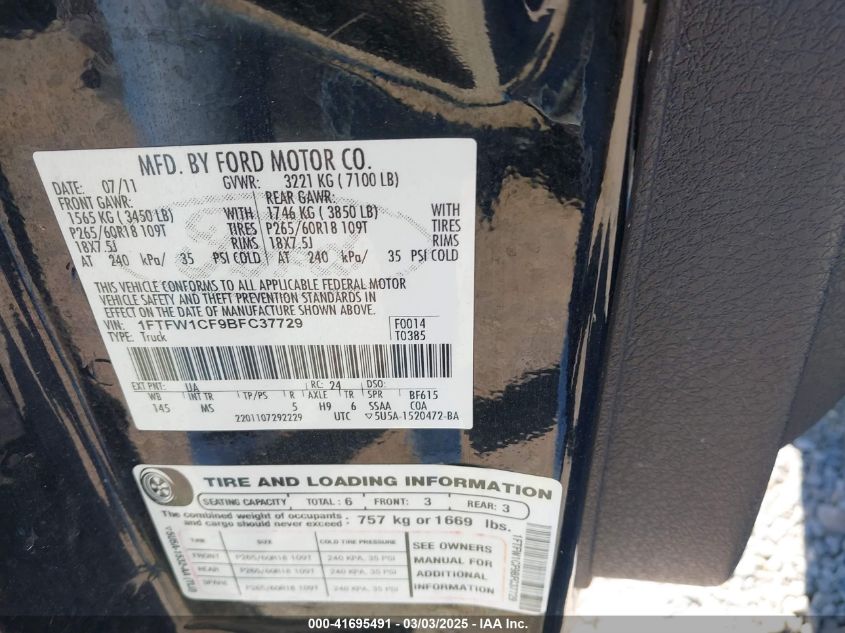 MFD. BY FORD MOTOR CO.
DATE: 07/11 GVWR: 3221 KG ( 7100 LB)
FRONT GAWR: REAR GAWR:
1565 KG ( 3450 LB) WITH 1746 KG ( 3850 LB) WITH
P265/60R18 109T TIRES P265/60R18 109T TIRES
18X7.5J RIMS 18X7.5J RIMS
AT 240 kPa/ 35 PSI COLD AT 240 kPa/ 35 PSI COLD
THIS VEHICLE CONFORMS TO ALL APPLICABLE FEDERAL MOTOR
VEHICLE SAFETY AND THEFT PREVENTION STANDARDS IN
EFFECT ON THE DATE OF MANUFACTURE SHOWN ABOVE.
VIN: 1FTFW1CF9BFC37729 F0014
TYPE: Truck T0385
EXT PNT: UA RC: 24 DSO:
WB INT TR TP/PS R AXLE TR SPR BF615
145 MS 5 H9 6 SSAA COA
2201107292229 UTC ▽5U5A-1520472-BA
TIRE AND LOADING INFORMATION
SEATING CAPACITY TOTAL: 6 FRONT: 3 REAR: 3
The combined weight of occupants
and cargo should never exceed: 757 kg or 1669 lbs.
TIRE SIZE COLD TIRE PRESSURE SEE OWNERS
FRONT P265/60R18 109T 240 KPA, 35 PSI MANUAL FOR
REAR P265/60R18 109T 240 KPA, 35 PSI ADDITIONAL
SPARE P265/60R18 109T 240 KPA, 35 PSI INFORMATION
1FTFW1CF9BFC37729
000-41695491 - 03/03/2025 - IAA Inc.